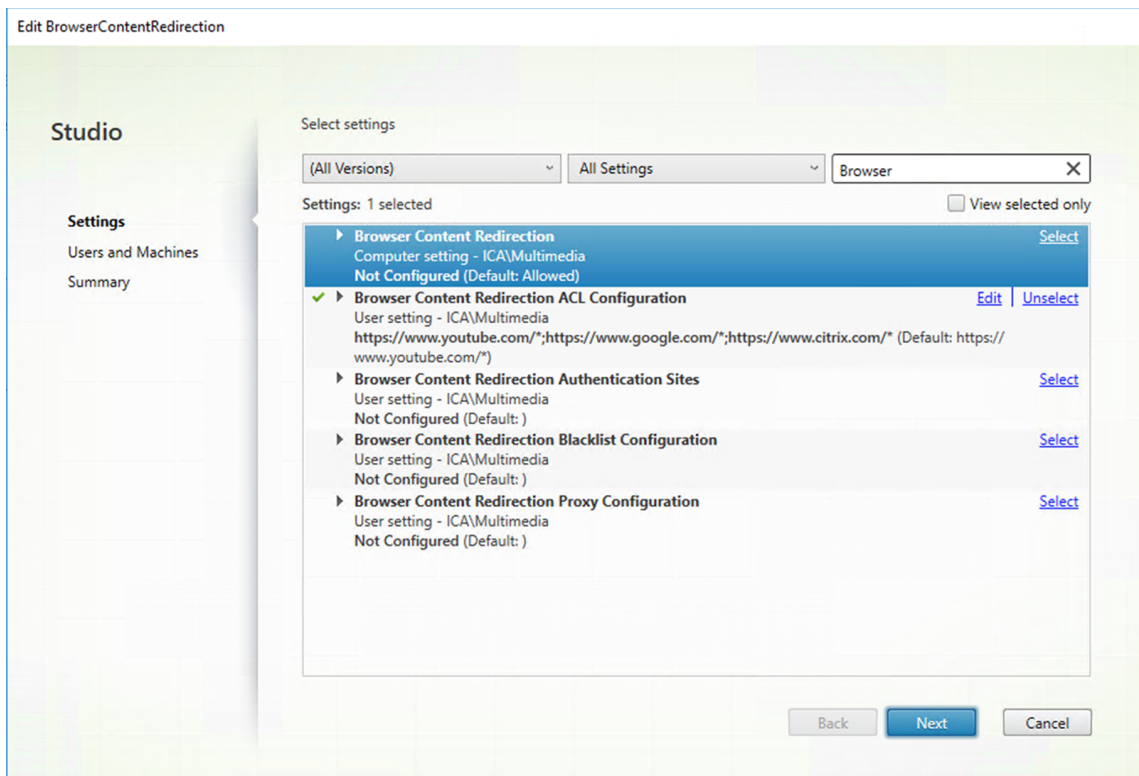 Edit BrowserContentRedirection
Studio
Settings
Users and Machines
Summary
Select settings
(All Versions)
All Settings
Browser
Settings: 1 selected
View selected only
Browser Content Redirection
Select
Computer setting - ICA\Multimedia
Not Configured (Default: Allowed)
Browser Content Redirection ACL Configuration
Edit | Unselect
User setting - ICA\Multimedia
https://www.youtube.com/*;https://www.google.com/*;https://www.citrix.com/* (Default: https://
www.youtube.com/*)
Browser Content Redirection Authentication Sites
Select
User setting - ICA\Multimedia
Not Configured (Default: )
Browser Content Redirection Blacklist Configuration
Select
User setting - ICA\Multimedia
Not Configured (Default: )
Browser Content Redirection Proxy Configuration
Select
User setting - ICA\Multimedia
Not Configured (Default: )
Back
Next
Cancel